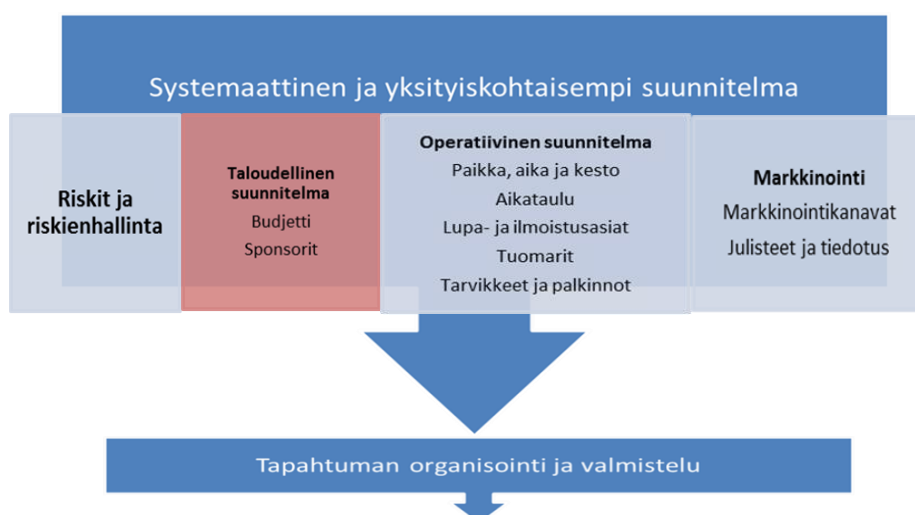 Systemaattinen ja yksityiskohtaisempi suunnitelma
Riskit ja
riskienhallinta
Taloudellinen
suunnitelma
Budjetti
Sponsorit
Operatiivinen suunnitelma
Paikka, aika ja kesto
Aikataulu
Lupa- ja ilmoistusasiat
Tuomarit
Tarvikkeet ja palkinnot
Markkinointi
Markkinointikanavat
Julisteet ja tiedotus
Tapahtuman organisointi ja valmistelu